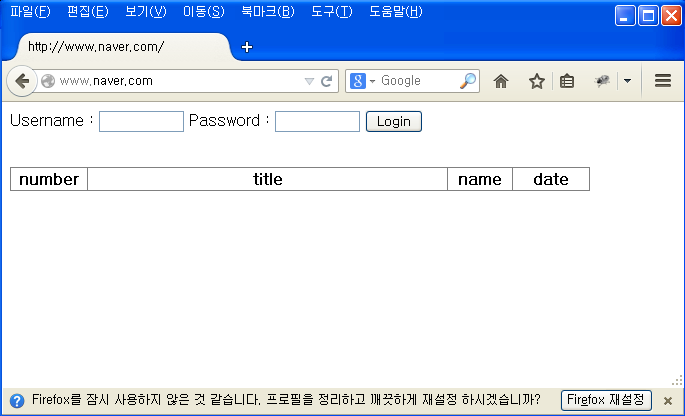 파일(F) 편집(E) 보기(V) 이동(S) 북마크(B) 도구(T) 도움말(H)
http://www.naver.com/
www.naver.com Google
Username : Password : Login
number title name date
Firefox를 잠시 사용하지 않은 것 같습니다. 프로필을 정리하고 깨끗하게 재설정 하시겠습니까? Firefox 재설정